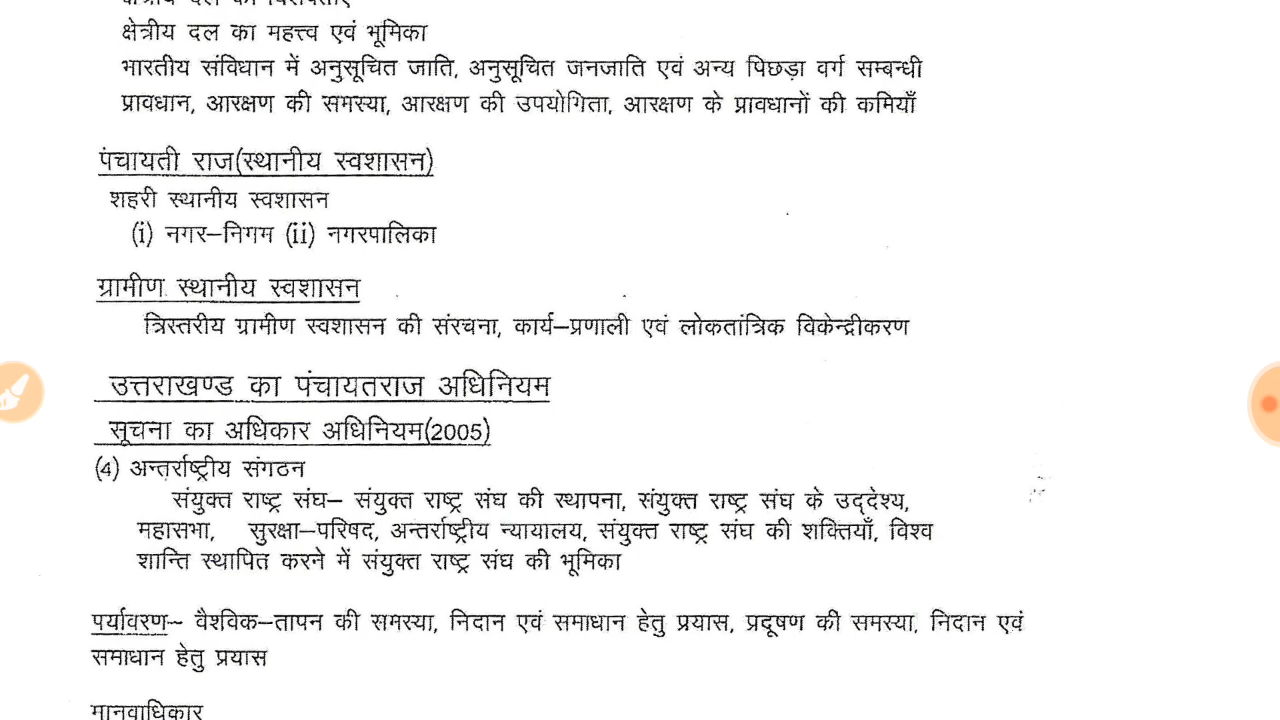 क्षेत्रीय दल का महत्त्व एवं भूमिका
भारतीय संविधान में अनुसूचित जाति, अनुसूचित जनजाति एवं अन्य पिछड़ा वर्ग सम्बन्धी
प्रावधान, आरक्षण की समस्या, आरक्षण की उपयोगिता, आरक्षण के प्रावधानों की कमियाँ
पंचायती राज(स्थानीय स्वशासन)
शहरी स्थानीय स्वशासन
(i) नगर–निगम (ii) नगरपालिका
ग्रामीण स्थानीय स्वशासन
त्रिस्तरीय ग्रामीण स्वशासन की संरचना, कार्य–प्रणाली एवं लोकतांत्रिक विकेन्द्रीकरण
उत्तराखण्ड का पंचायतराज अधिनियम
सूचना का अधिकार अधिनियम(2005)
(4) अन्तर्राष्ट्रीय संगठन
संयुक्त राष्ट्र संघ– संयुक्त राष्ट्र संघ की स्थापना, संयुक्त राष्ट्र संघ के उद्देश्य,
महासभा, सुरक्षा–परिषद, अन्तर्राष्ट्रीय न्यायालय, संयुक्त राष्ट्र संघ की शक्तियाँ, विश्व
शान्ति स्थापित करने में संयुक्त राष्ट्र संघ की भूमिका
पर्यावरण– वैश्विक–तापन की समस्या, निदान एवं समाधान हेतु प्रयास, प्रदूषण की समस्या, निदान एवं
समाधान हेतु प्रयास
मानवाधिकार